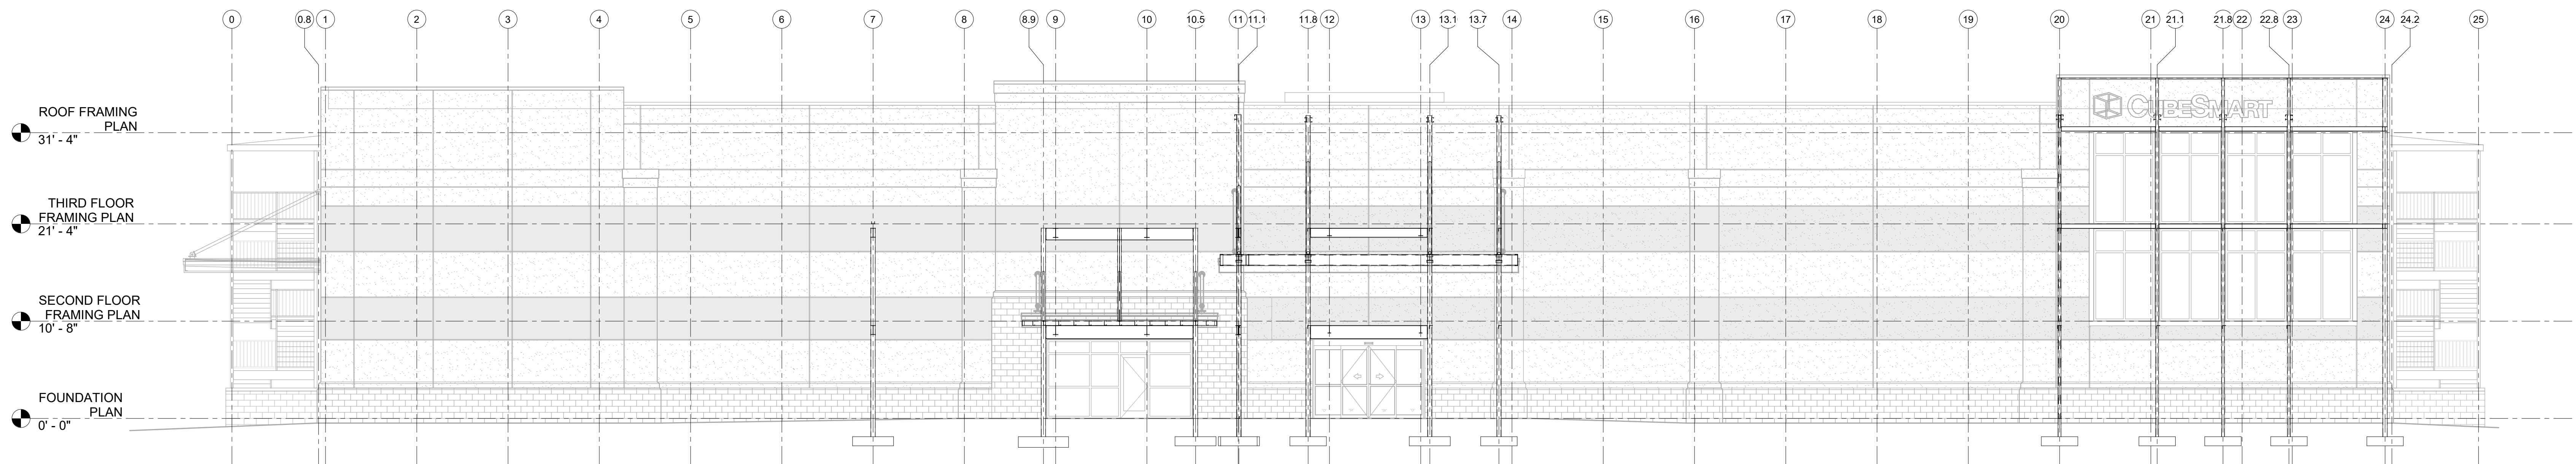 0 0.8 1 2 3 4 5 6 7 8 8.9 9 10 10.5 11 11.1 11.8 12 13 13.1 13.7 14 15 16 17 18 19 20 21 21.1 21.8 22 22.8 23 24 24.2 25
CUBESMART
ROOF FRAMING
PLAN
31' - 4"
THIRD FLOOR
FRAMING PLAN
21' - 4"
SECOND FLOOR
FRAMING PLAN
10' - 8"
FOUNDATION
PLAN
0' - 0"